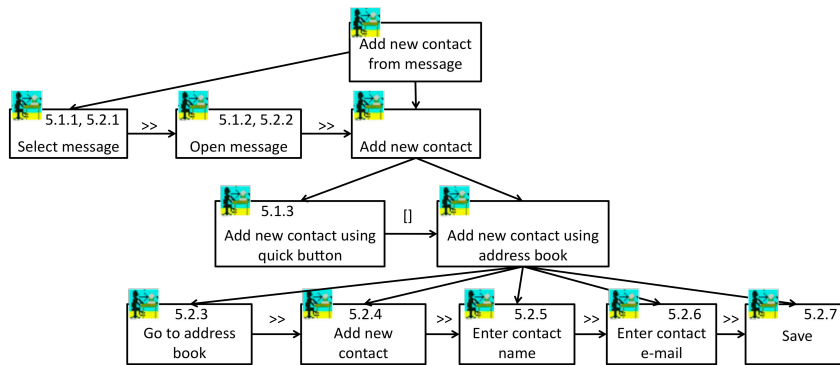 Add new contact
from message
5.1.1, 5.2.1
Select message
>>
5.1.2, 5.2.2
Open message
>>
Add new contact
5.1.3
Add new contact using
quick button
[]
Add new contact using
address book
5.2.3
Go to address
book
>>
5.2.4
Add new
contact
>>
5.2.5
Enter contact
name
>>
5.2.6
Enter contact
e-mail
>>
5.2.7
Save